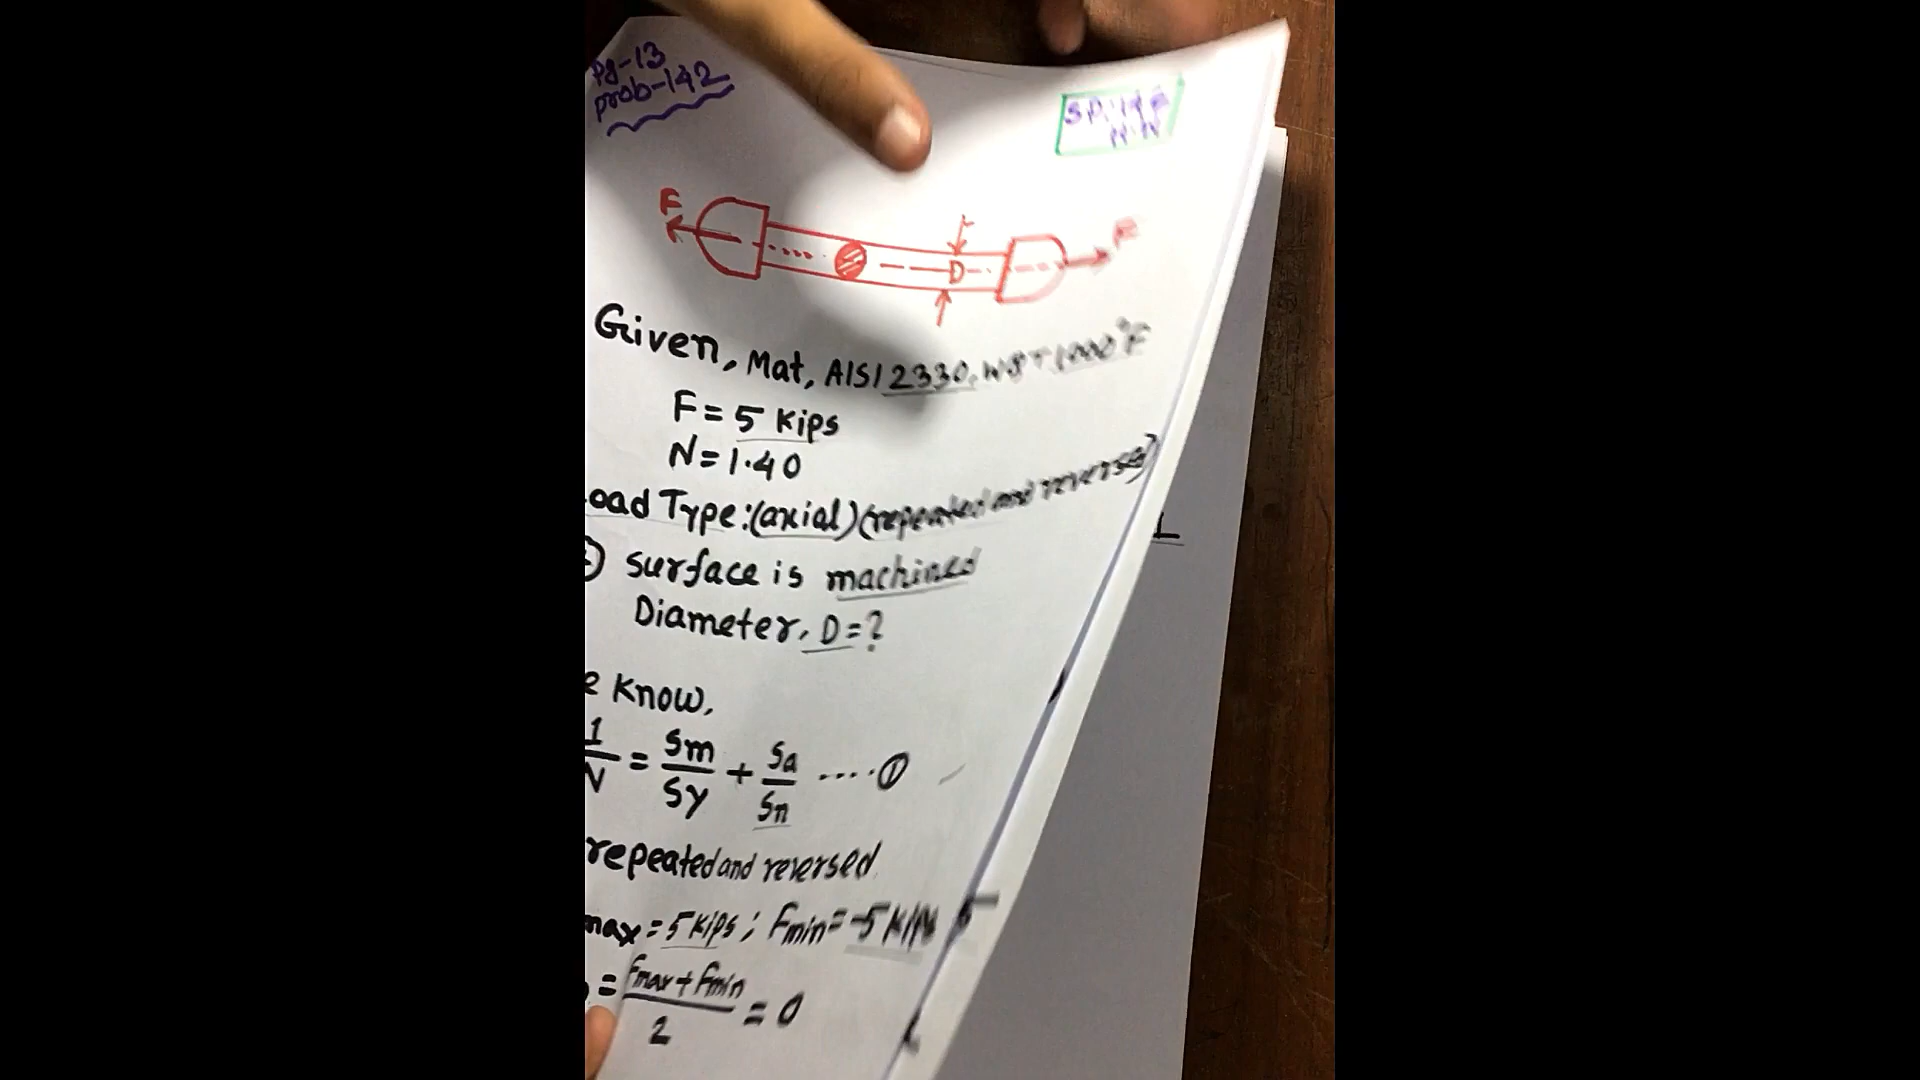 Pg-13
prob-142
F
F
D
Given, Mat, AISI 2330, 1000°F
F = 5 Kips
N = 1.40
oad Type:(axial)(repeated and reversed)
surface is machined
Diameter, D = ?
e Know,
1/N = Sm/Sy + Sa/Sn ....①
repeated and reversed
max = 5 Kips; Fmin = -5 Kips
= Fmax + Fmin / 2 = 0